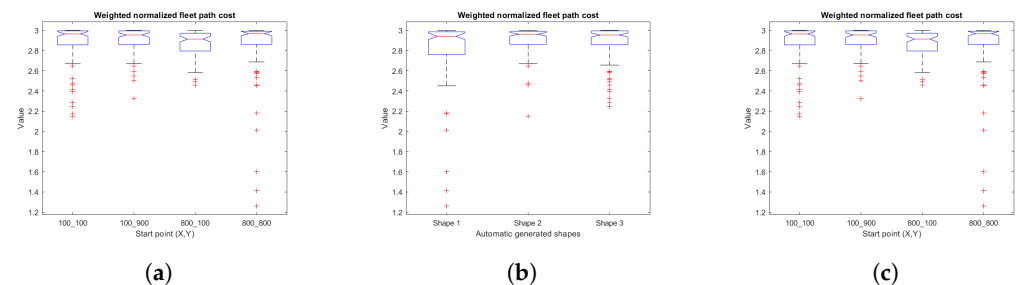 Weighted normalized fleet path cost
3
2.8
2.6
2.4
2.2
2
1.8
1.6
1.4
1.2
Value
100_100
100_900
800_100
800_800
Start point (X,Y)
(a)
Weighted normalized fleet path cost
3
2.8
2.6
2.4
2.2
2
1.8
1.6
1.4
1.2
Value
Shape 1
Shape 2
Shape 3
Automatic generated shapes
(b)
Weighted normalized fleet path cost
3
2.8
2.6
2.4
2.2
2
1.8
1.6
1.4
1.2
Value
100_100
100_900
800_100
800_800
Start point (X,Y)
(c)